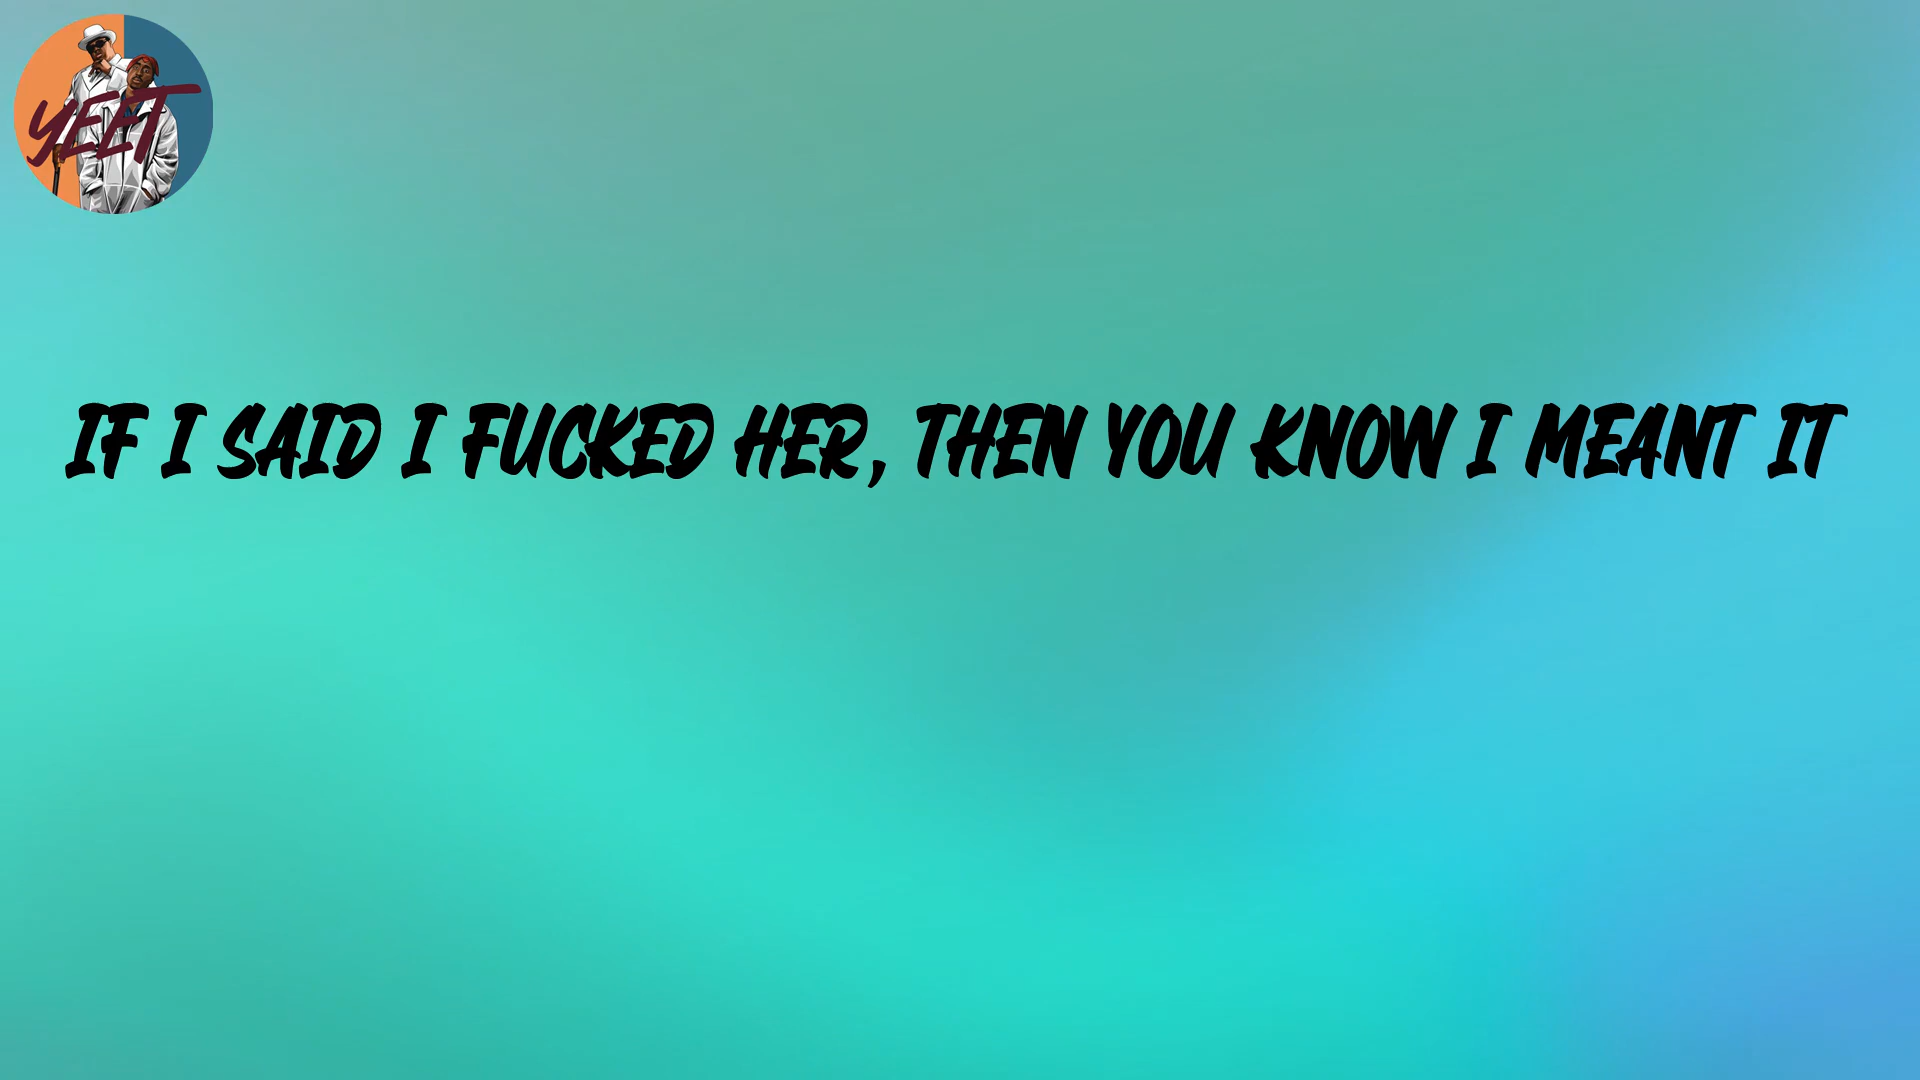 YEET
IF I SAID I FUCKED HER, THEN YOU KNOW I MEANT IT